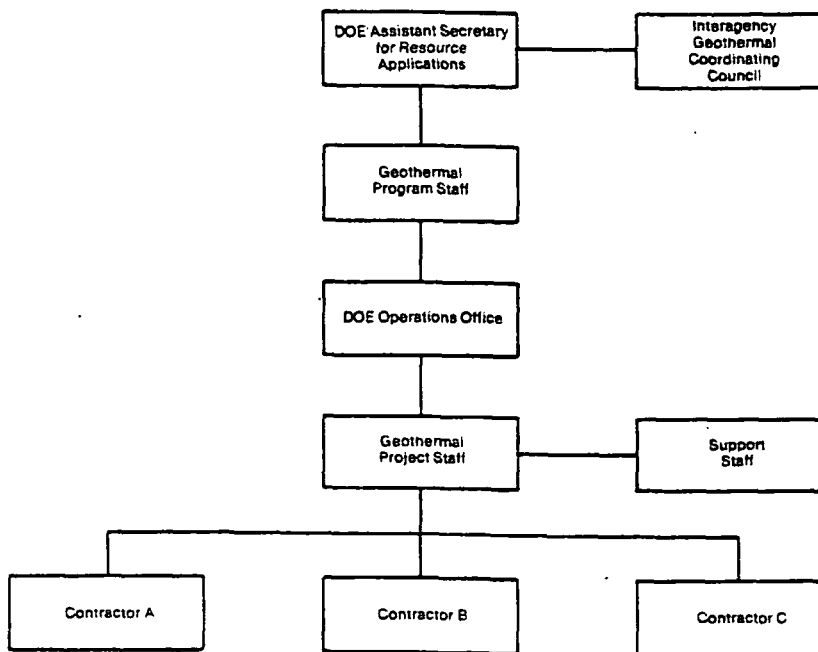 DOE Assistant Secretary
for Resource
Applications
Interagency
Geothermal
Coordinating
Council
Geothermal
Program Staff
DOE Operations Office
Geothermal
Project Staff
Support
Staff
Contractor A
Contractor B
Contractor C